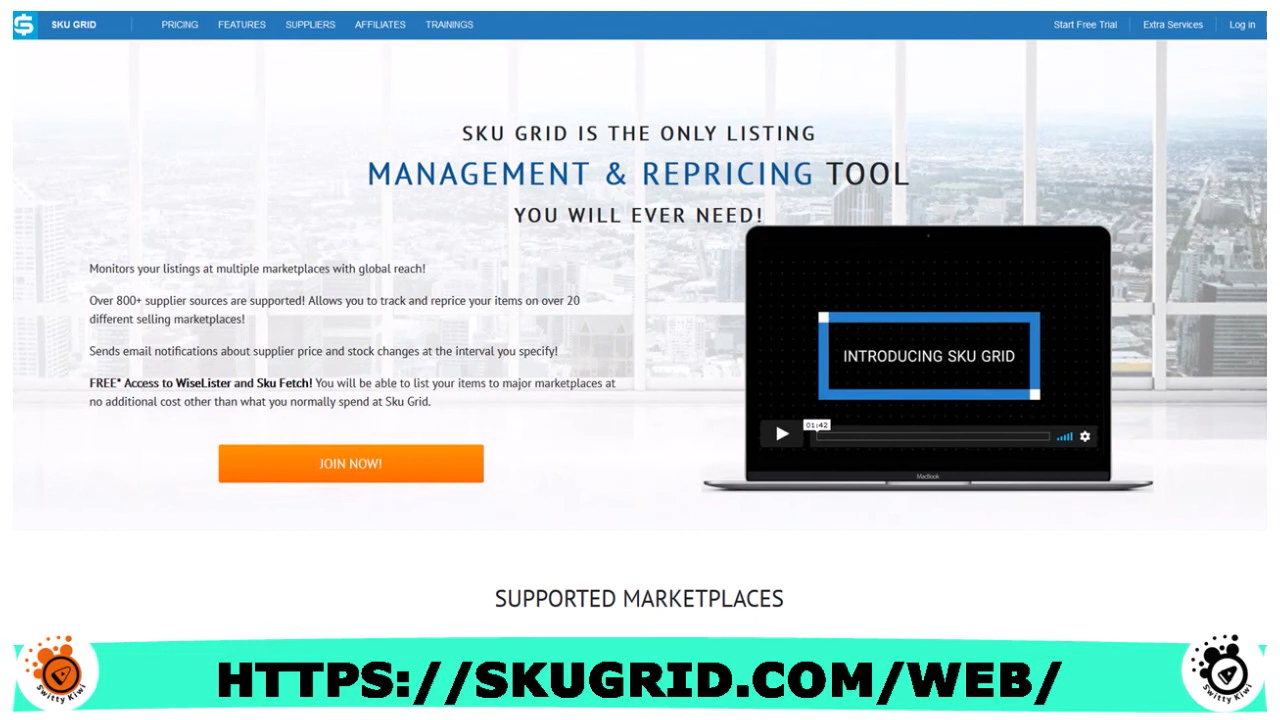 SKU GRID
PRICING
FEATURES
SUPPLIERS
AFFILIATES
TRAININGS
Start Free Trial
Extra Services
Log in
SKU GRID IS THE ONLY LISTING
MANAGEMENT & REPRICING TOOL
YOU WILL EVER NEED!
Monitors your listings at multiple marketplaces with global reach!
Over 800+ supplier sources are supported! Allows you to track and reprice your items on over 20
different selling marketplaces!
Sends email notifications about supplier price and stock changes at the interval you specify!
FREE* Access to WiseLister and Sku Fetch! You will be able to list your items to major marketplaces at
no additional cost other than what you normally spend at Sku Grid.
JOIN NOW!
INTRODUCING SKU GRID
01:42
MacBook
SUPPORTED MARKETPLACES
HTTPS://SKUGRID.COM/WEB/
Switty Kiwi
Switty Kiwi